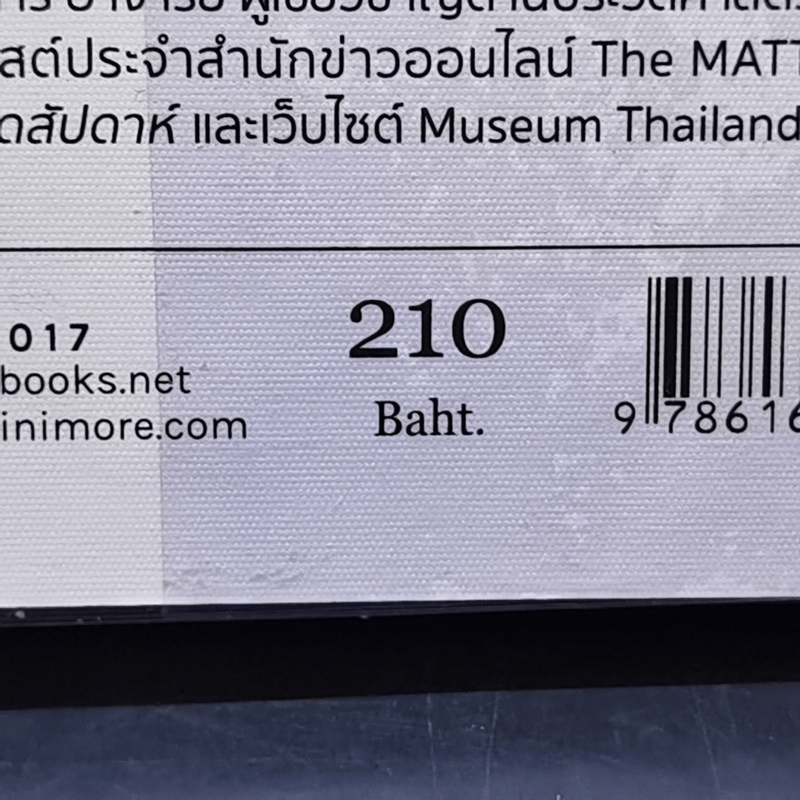 สต์ประจำสำนักข่าวออนไลน์ The MATT
ดสัปดาห์ และเว็บไซต์ Museum Thailand
017
books.net
inimore.com
210
Baht.
9 78616